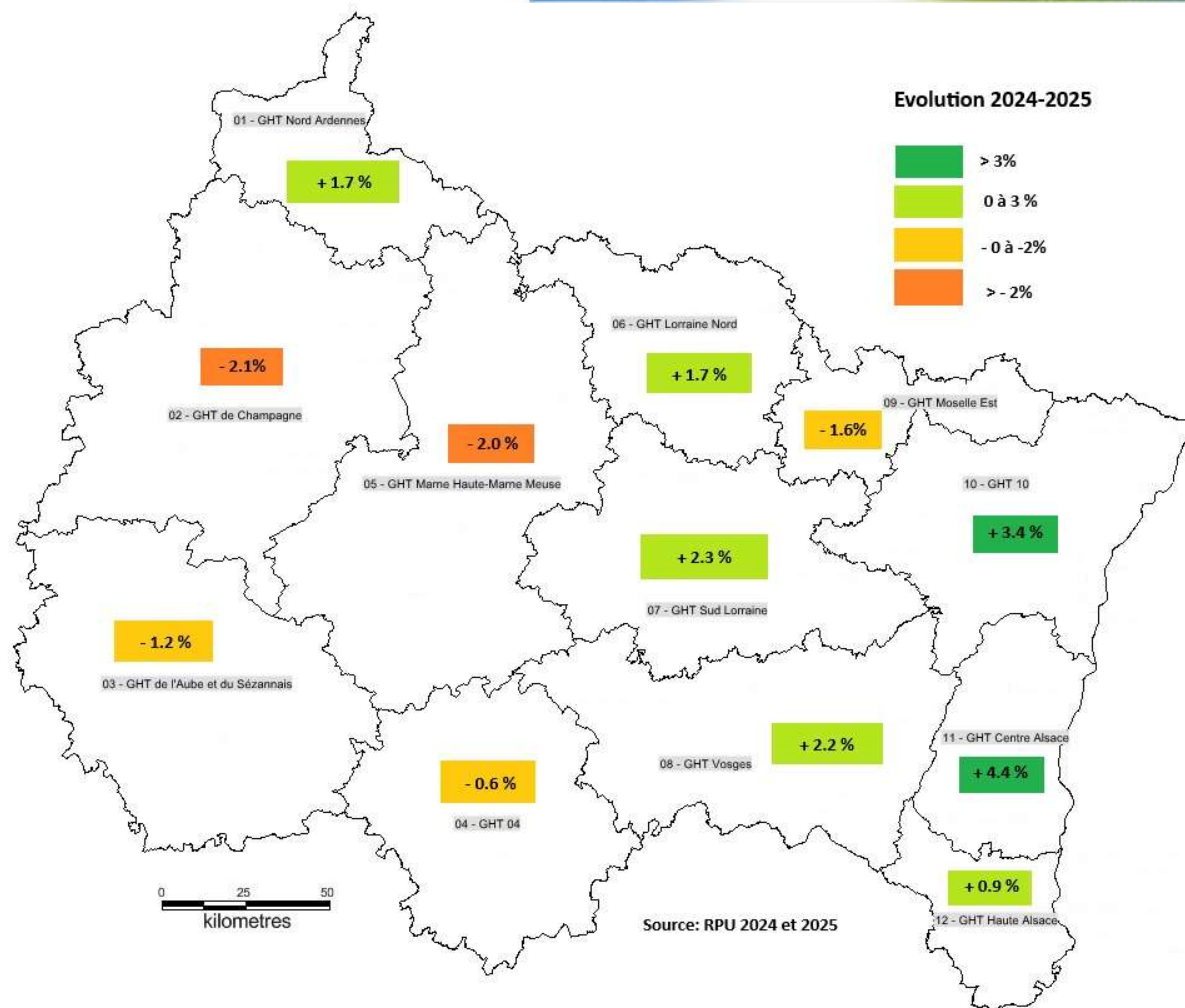 Evolution 2024-2025
> 3%
0 à 3 %
- 0 à -2%
> - 2%
01 - GHT Nord Ardennes
+ 1.7 %
- 2.1%
02 - GHT de Champagne
- 2.0 %
05 - GHT Marne Haute-Marne Meuse
06 - GHT Lorraine Nord
+ 1.7 %
09 - GHT Moselle Est
- 1.6%
10 - GHT 10
+ 3.4 %
+ 2.3 %
07 - GHT Sud Lorraine
- 1.2 %
03 - GHT de l'Aube et du Sézannais
- 0.6 %
04 - GHT 04
+ 2.2 %
08 - GHT Vosges
11 - GHT Centre Alsace
+ 4.4 %
+ 0.9 %
12 - GHT Haute Alsace
0 25 50
kilometres
Source: RPU 2024 et 2025